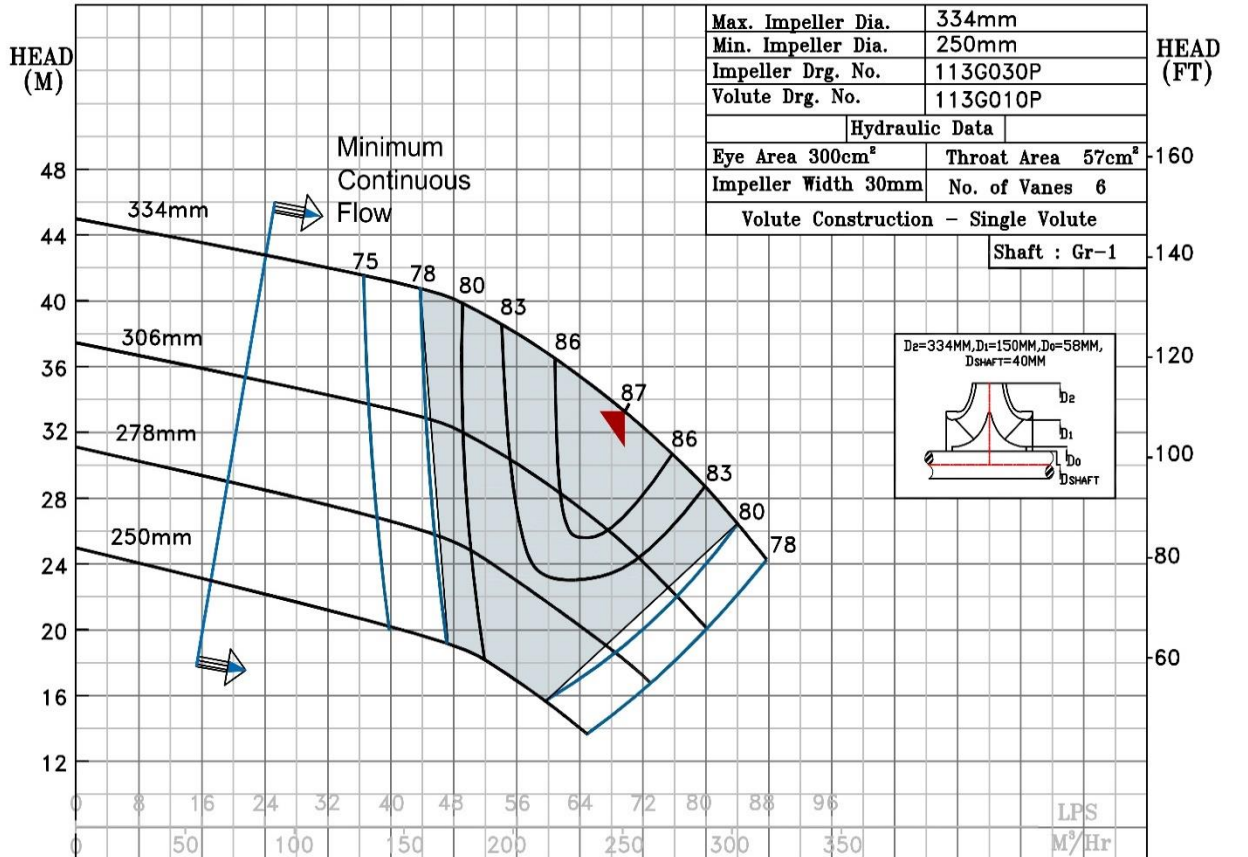 HEAD
(M)
Max. Impeller Dia. 334mm
Min. Impeller Dia. 250mm
Impeller Drg. No. 113G030P
Volute Drg. No. 113G010P
Hydraulic Data
Eye Area 300cm² Throat Area 57cm²
Impeller Width 30mm No. of Vanes 6
Volute Construction – Single Volute
Shaft : Gr-1
HEAD
(FT)
Minimum
Continuous
Flow
48
44
40
36
32
28
24
20
16
12
160
140
120
100
80
60
334mm
306mm
278mm
250mm
75 78 80 83 86 87 86 83 80 78
D2=334MM,D1=150MM,D0=58MM,
DSHAFT=40MM
D2
D1
D0
DSHAFT
0 8 16 24 32 40 48 56 64 72 80 88 96 LPS
50 100 150 200 250 300 350 M³/Hr